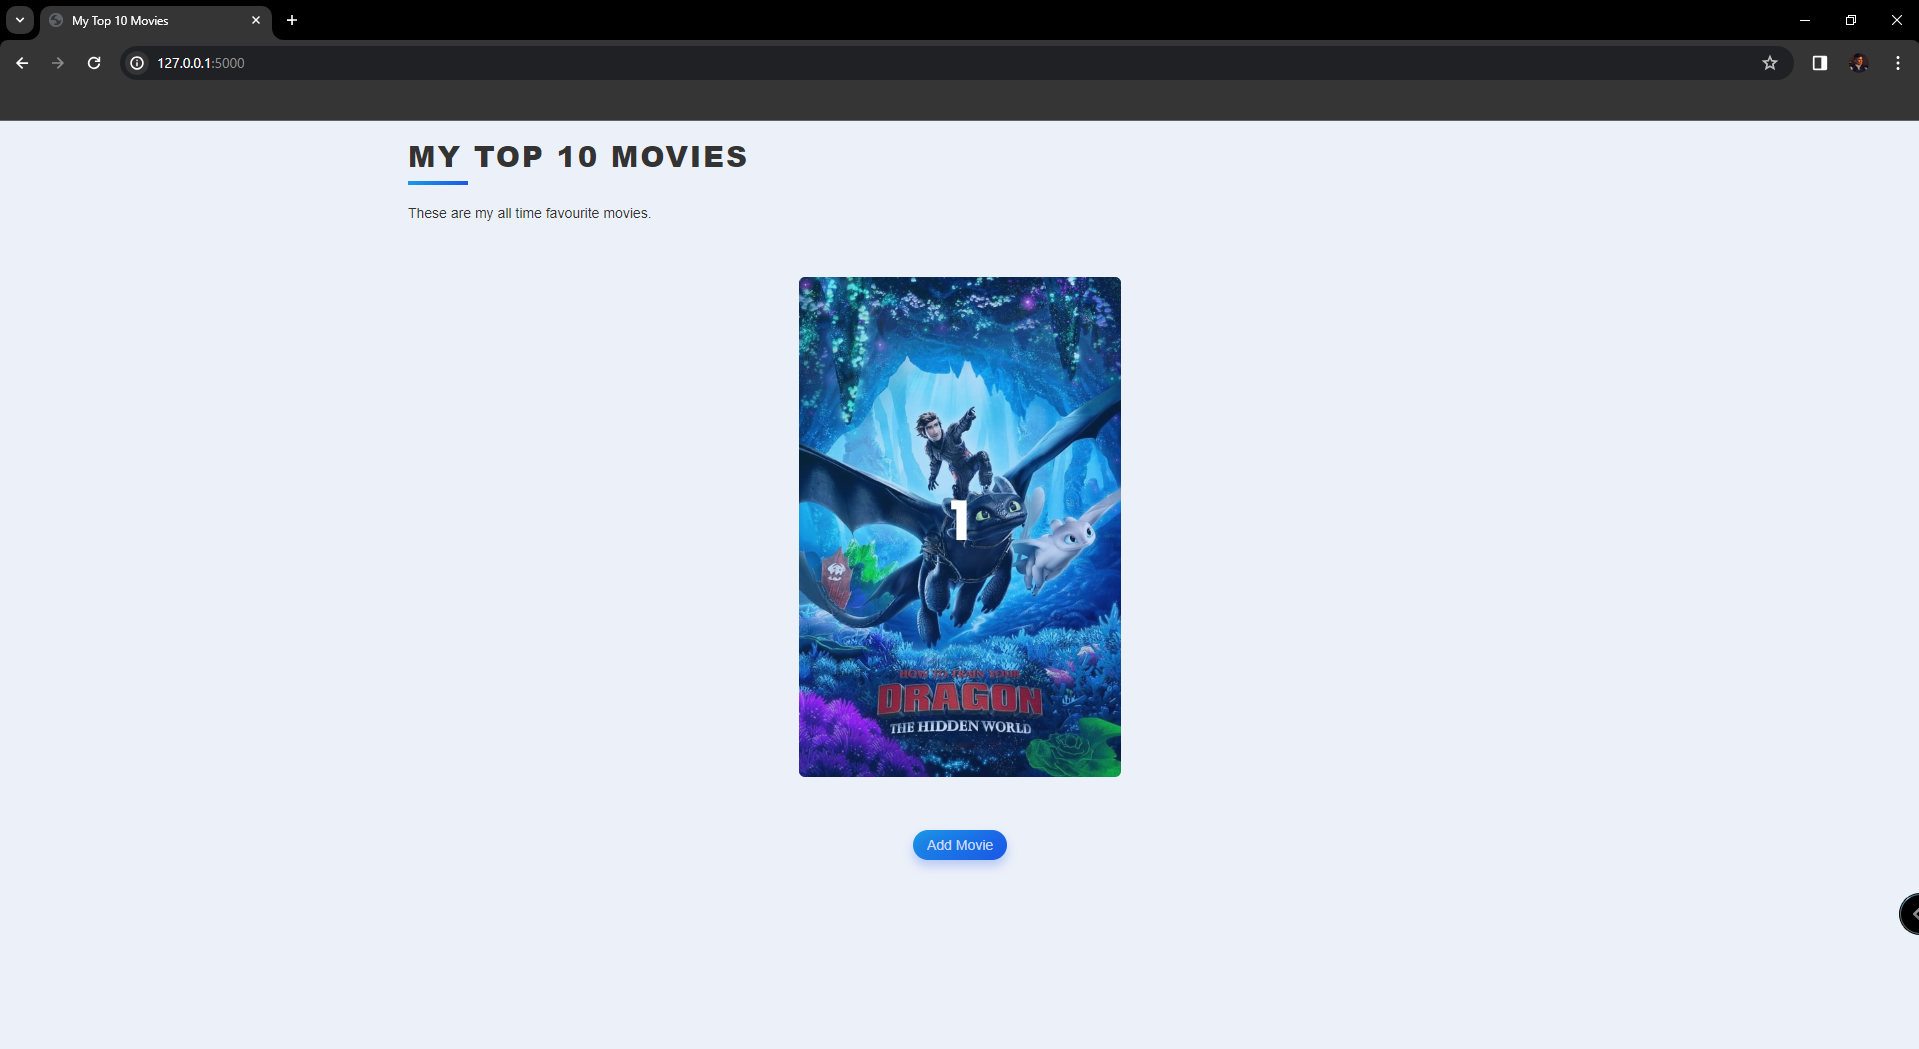 My Top 10 Movies
127.0.0.1:5000
MY TOP 10 MOVIES
These are my all time favourite movies.
1
HOW TO TRAIN YOUR
DRAGON
THE HIDDEN WORLD
Add Movie